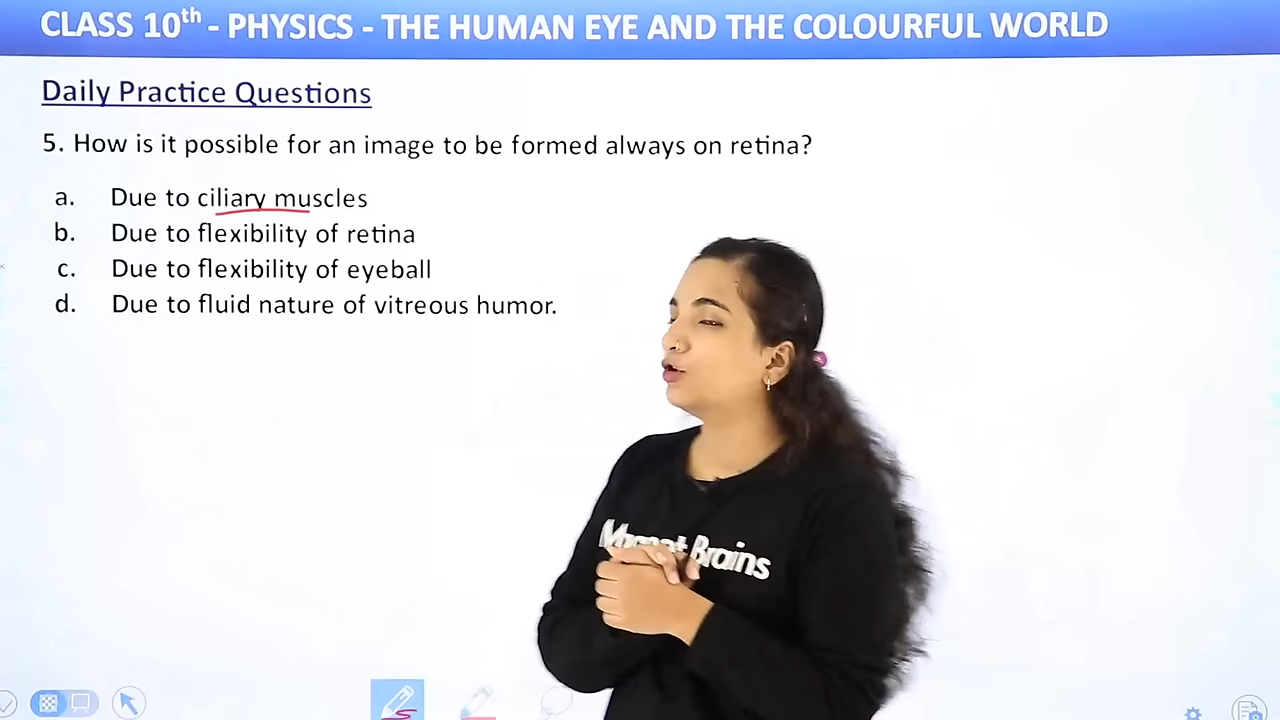 CLASS 10th - PHYSICS - THE HUMAN EYE AND THE COLOURFUL WORLD
Daily Practice Questions
5. How is it possible for an image to be formed always on retina?
a. Due to ciliary muscles
b. Due to flexibility of retina
c. Due to flexibility of eyeball
d. Due to fluid nature of vitreous humor.
Magnet Brains